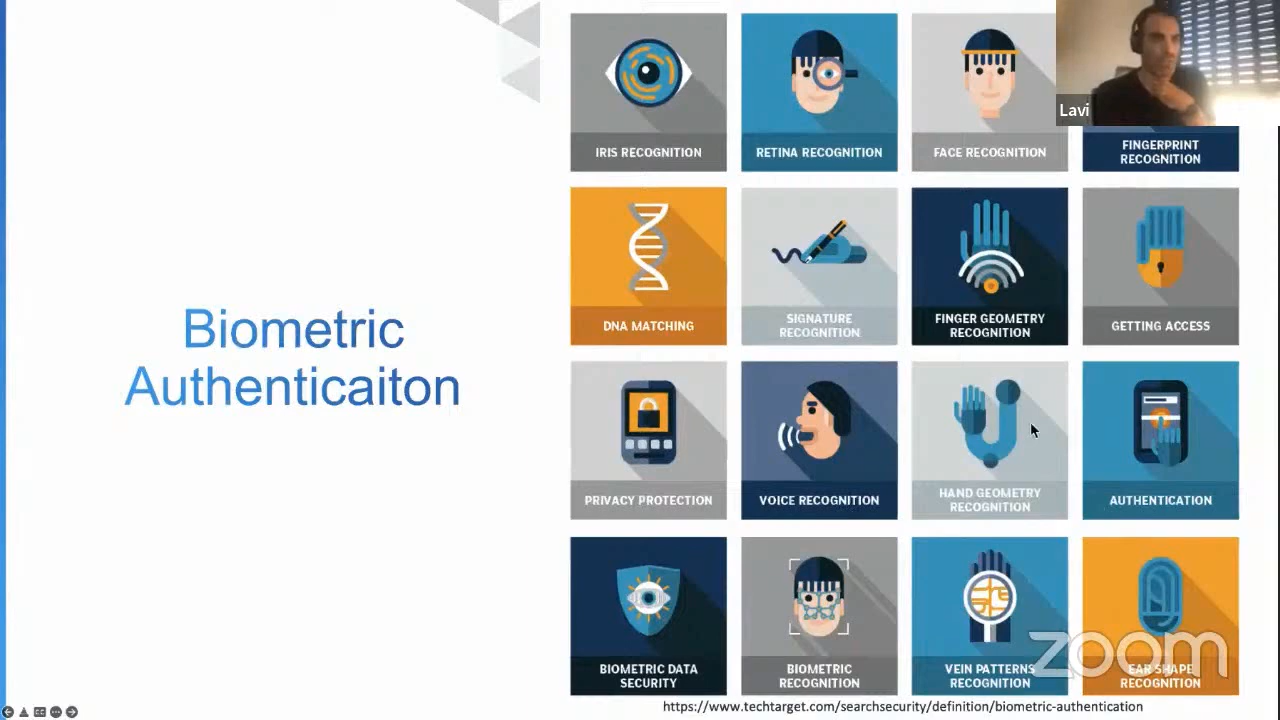 Biometric
Authenticaiton
IRIS RECOGNITION
RETINA RECOGNITION
FACE RECOGNITION
FINGERPRINT
RECOGNITION
Lavi
DNA MATCHING
SIGNATURE
RECOGNITION
FINGER GEOMETRY
RECOGNITION
GETTING ACCESS
PRIVACY PROTECTION
VOICE RECOGNITION
HAND GEOMETRY
RECOGNITION
AUTHENTICATION
BIOMETRIC DATA
SECURITY
BIOMETRIC
RECOGNITION
VEIN PATTERNS
RECOGNITION
EAR SHAPE
RECOGNITION
zoom
https://www.techtarget.com/searchsecurity/definition/biometric-authentication